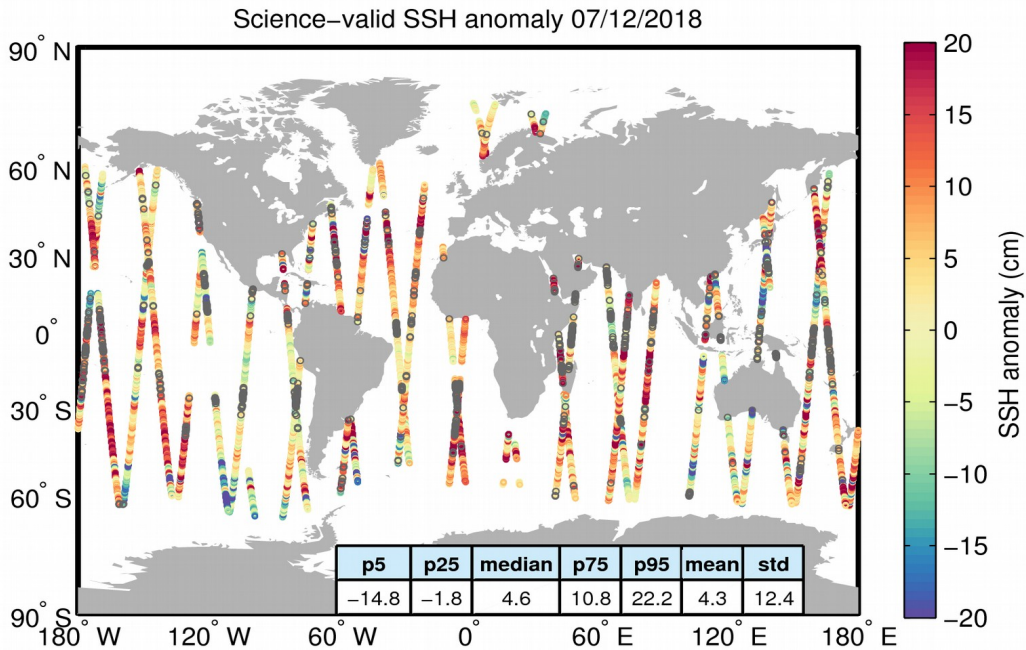 Science−valid SSH anomaly 07/12/2018
90° N
60° N
30° N
0°
30° S
60° S
90° S
180° W
120° W
60° W
0°
60° E
120° E
180° E
p5 p25 median p75 p95 mean std
−14.8 −1.8 4.6 10.8 22.2 4.3 12.4
20
15
10
5
0
−5
−10
−15
−20
SSH anomaly (cm)